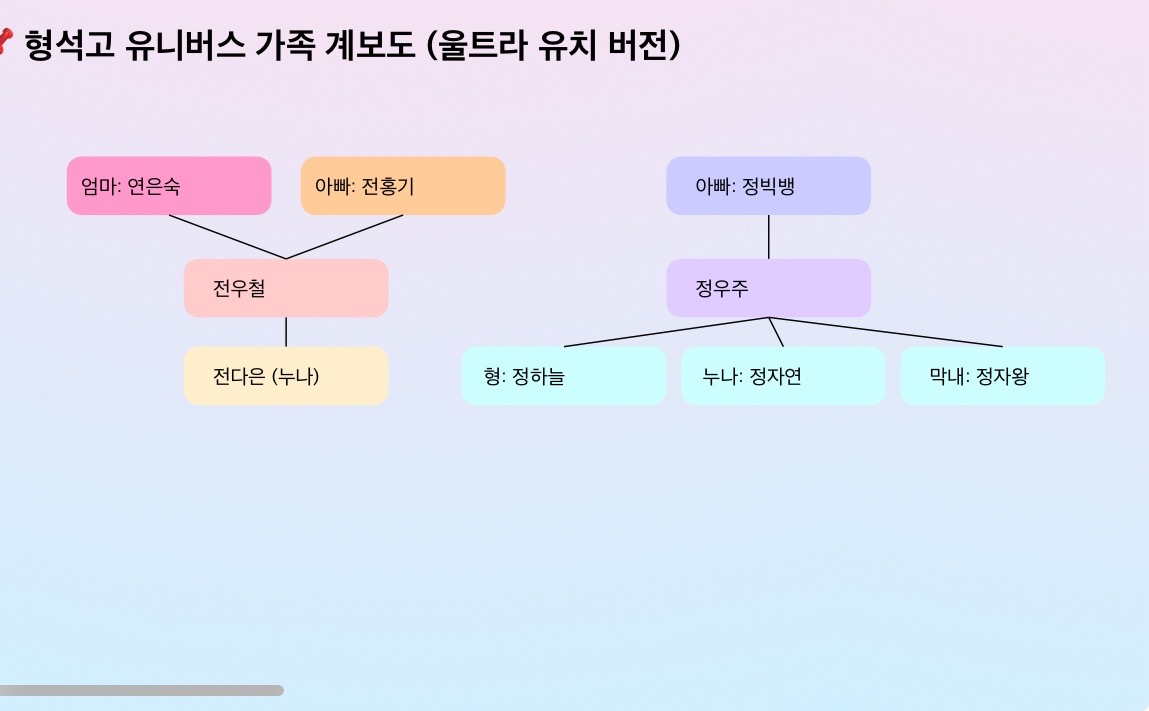 형석고 유니버스 가족 계보도 (울트라 유치 버전)
엄마: 연은숙
아빠: 전홍기
아빠: 정빅뱅
전우철
정우주
전다은 (누나)
형: 정하늘
누나: 정자연
막내: 정자왕